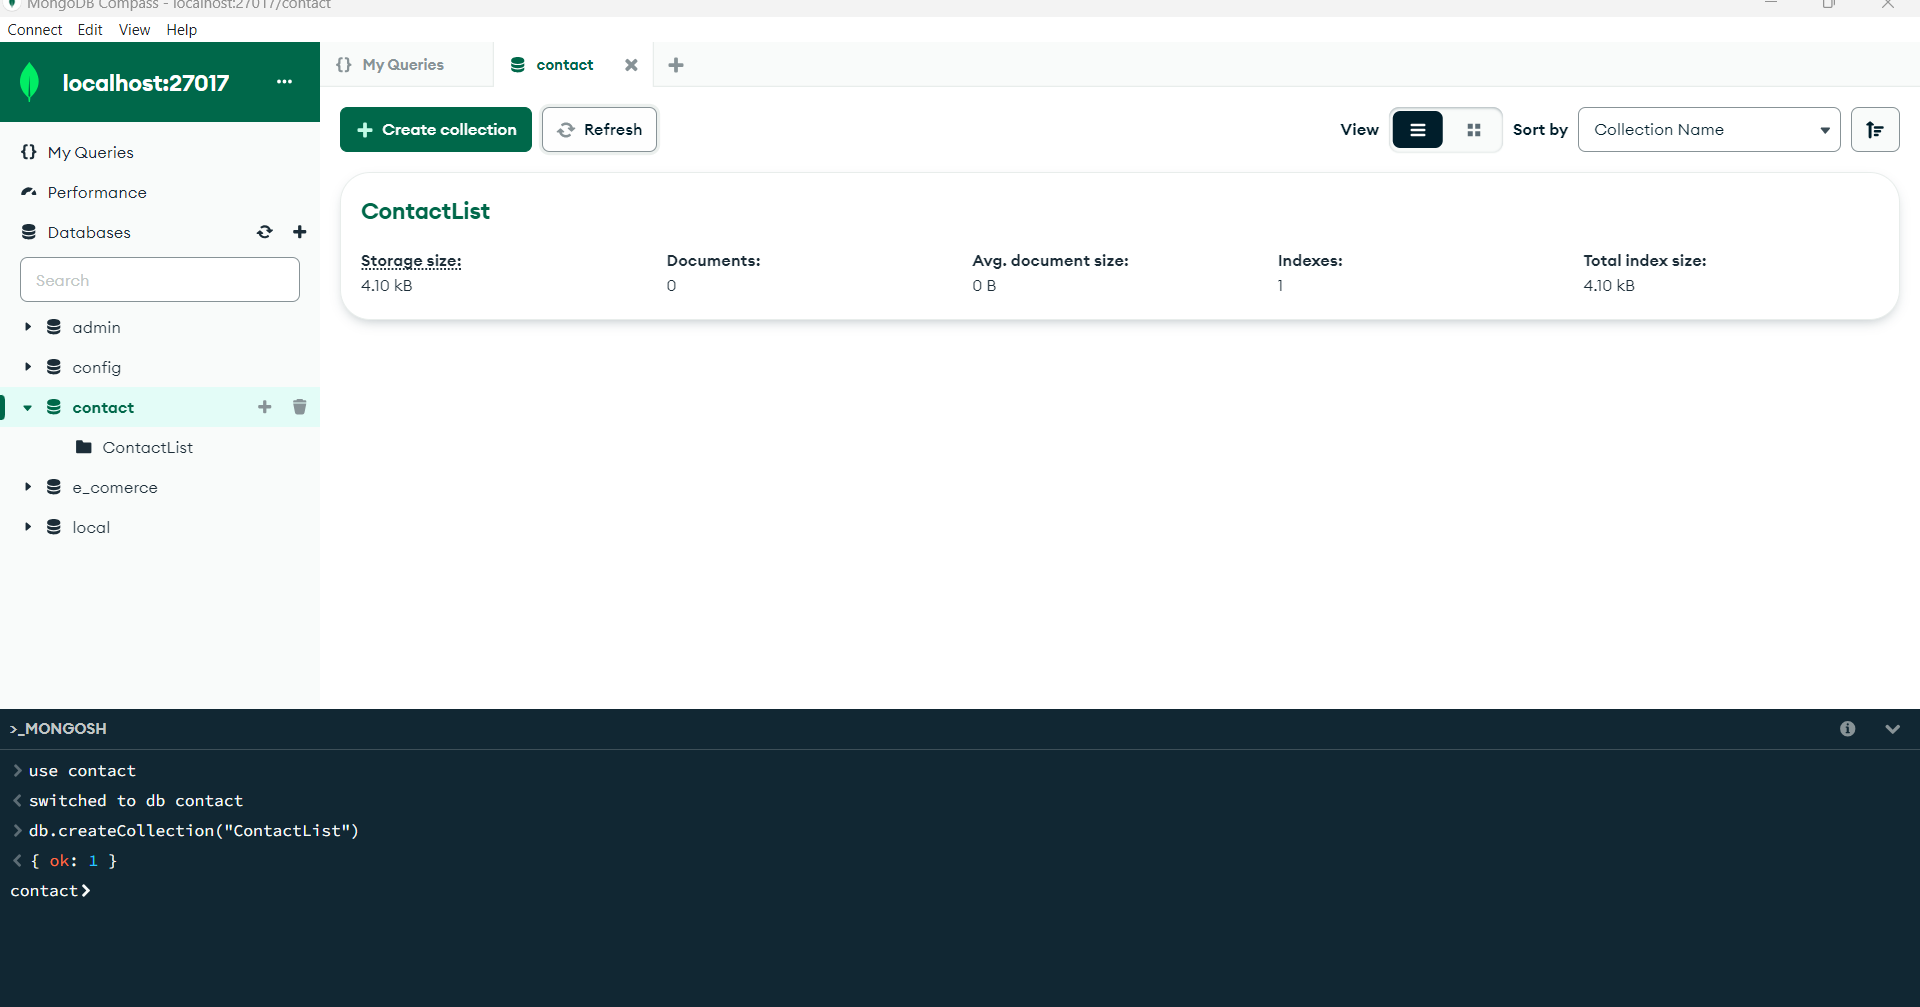 MongoDB Compass - localhost:27017/contact
Connect Edit View Help
localhost:27017 ...
{} My Queries
Performance
Databases
Search
admin
config
contact
ContactList
e_comerce
local
{} My Queries
contact
Create collection
Refresh
View
Sort by
Collection Name
ContactList
Storage size: Documents: Avg. document size: Indexes: Total index size:
4.10 kB 0 0 B 1 4.10 kB
>_MONGOSH
> use contact
< switched to db contact
> db.createCollection("ContactList")
< { ok: 1 }
contact>